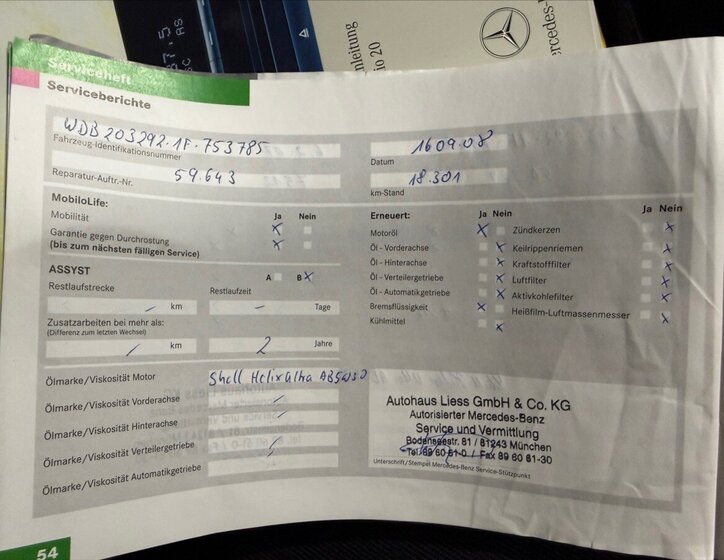 nleitung
io 20
Mercedes-
Serviceheft
Serviceberichte
WDB 203292.1F.753785
Fahrzeug-Identifikationsnummer
59.643
Reparatur-Auftr.-Nr.
1609.08
Datum
18.301
km-Stand
MobiloLife:
Ja Nein
Mobilität
Garantie gegen Durchrostung
(bis zum nächsten fälligen Service)
ASSYST
A B
Restlaufstrecke
Restlaufzeit
km
Tage
Zusatzarbeiten bei mehr als:
(Differenz zum letzten Wechsel)
km
2 Jahre
Ölmarke/Viskosität Motor Shell Helix Ultra
Ölmarke/Viskosität Vorderachse
Ölmarke/Viskosität Hinterachse
Ölmarke/Viskosität Verteilergetriebe
Ölmarke/Viskosität Automatikgetriebe
Erneuert:
Ja Nein
Motoröl
Öl - Vorderachse
Öl - Hinterachse
Öl - Verteilergetriebe
Öl - Automatikgetriebe
Bremsflüssigkeit
Kühlmittel
Ja Nein
Zündkerzen
Keilrippenriemen
Kraftstofffilter
Luftfilter
Aktivkohlefilter
Heißfilm-Luftmassenmesser
Autohaus Liess GmbH & Co. KG
Autorisierter Mercedes-Benz
Service und Vermittlung
Bodenseestr. 81 / 81243 München
Tel. 89 60 61-0 / Fax 89 60 61-30
Unterschrift/Stempel Mercedes-Benz Service-Stützpunkt
54